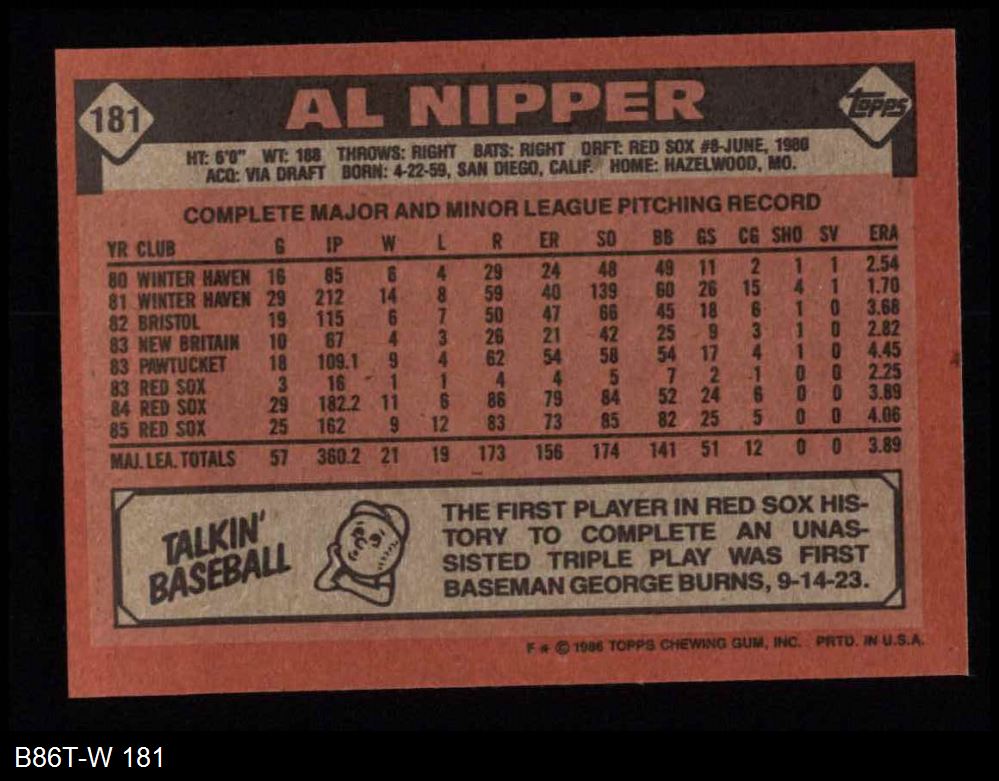 181
AL NIPPER
Topps
HT: 6'0" WT: 188 THROWS: RIGHT BATS: RIGHT DRFT: RED SOX #8-JUNE, 1980
ACQ: VIA DRAFT BORN: 4-22-59, SAN DIEGO, CALIF. HOME: HAZELWOOD, MO.
COMPLETE MAJOR AND MINOR LEAGUE PITCHING RECORD
YR CLUB G IP W L R ER SO BB GS CG SHO SV ERA
80 WINTER HAVEN 16 85 6 4 29 24 48 49 11 2 1 1 2.54
81 WINTER HAVEN 29 212 14 8 59 40 139 60 26 15 4 1 1.70
82 BRISTOL 19 115 6 7 50 47 66 45 18 6 1 0 3.68
83 NEW BRITAIN 10 67 4 3 26 21 42 25 9 3 1 0 2.82
83 PAWTUCKET 18 109.1 9 4 62 54 58 54 17 4 1 0 4.45
83 RED SOX 3 16 1 1 4 4 5 7 2 1 0 0 2.25
84 RED SOX 29 182.2 11 6 86 79 84 52 24 6 0 0 3.89
85 RED SOX 25 162 9 12 83 73 85 82 25 5 0 0 4.06
MAJ. LEA. TOTALS 57 360.2 21 19 173 156 174 141 51 12 0 0 3.89
TALKIN'
BASEBALL
THE FIRST PLAYER IN RED SOX HIS-
TORY TO COMPLETE AN UNAS-
SISTED TRIPLE PLAY WAS FIRST
BASEMAN GEORGE BURNS, 9-14-23.
F * © 1986 TOPPS CHEWING GUM, INC. PRTD. IN U.S.A.
B86T-W 181